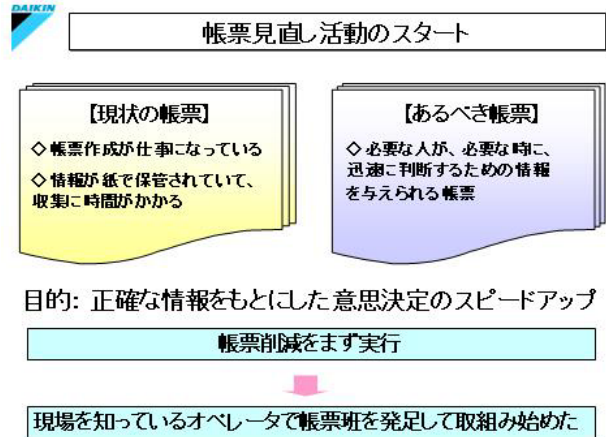 DAIKIN
帳票見直し活動のスタート
【現状の帳票】
◇帳票作成が仕事になっている
◇情報が紙で保管されていて、
収集に時間がかかる
【あるべき帳票】
◇必要な人が、必要な時に、
迅速に判断するための情報
を与えられる帳票
目的: 正確な情報をもとにした意思決定のスピードアップ
帳票削減をまず実行
現場を知っているオペレータで帳票班を発足して取組み始めた